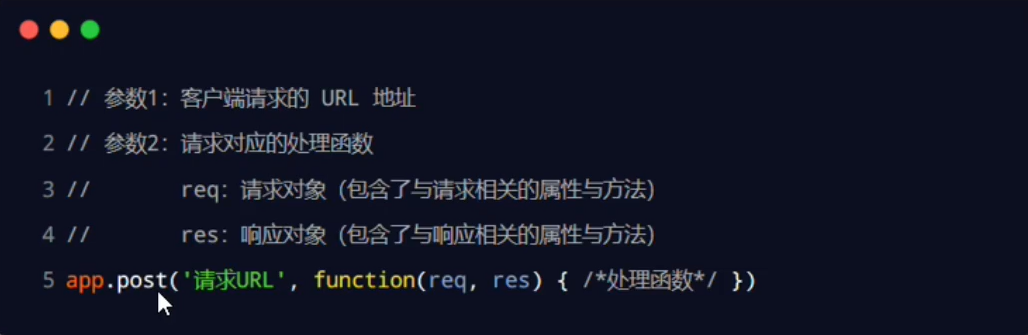 1 // 参数1: 客户端请求的 URL 地址
2 // 参数2: 请求对应的处理函数
3 //       req: 请求对象 (包含了与请求相关的属性与方法)
4 //       res: 响应对象 (包含了与响应相关的属性与方法)
5 app.post('请求URL', function(req, res) { /*处理函数*/ })